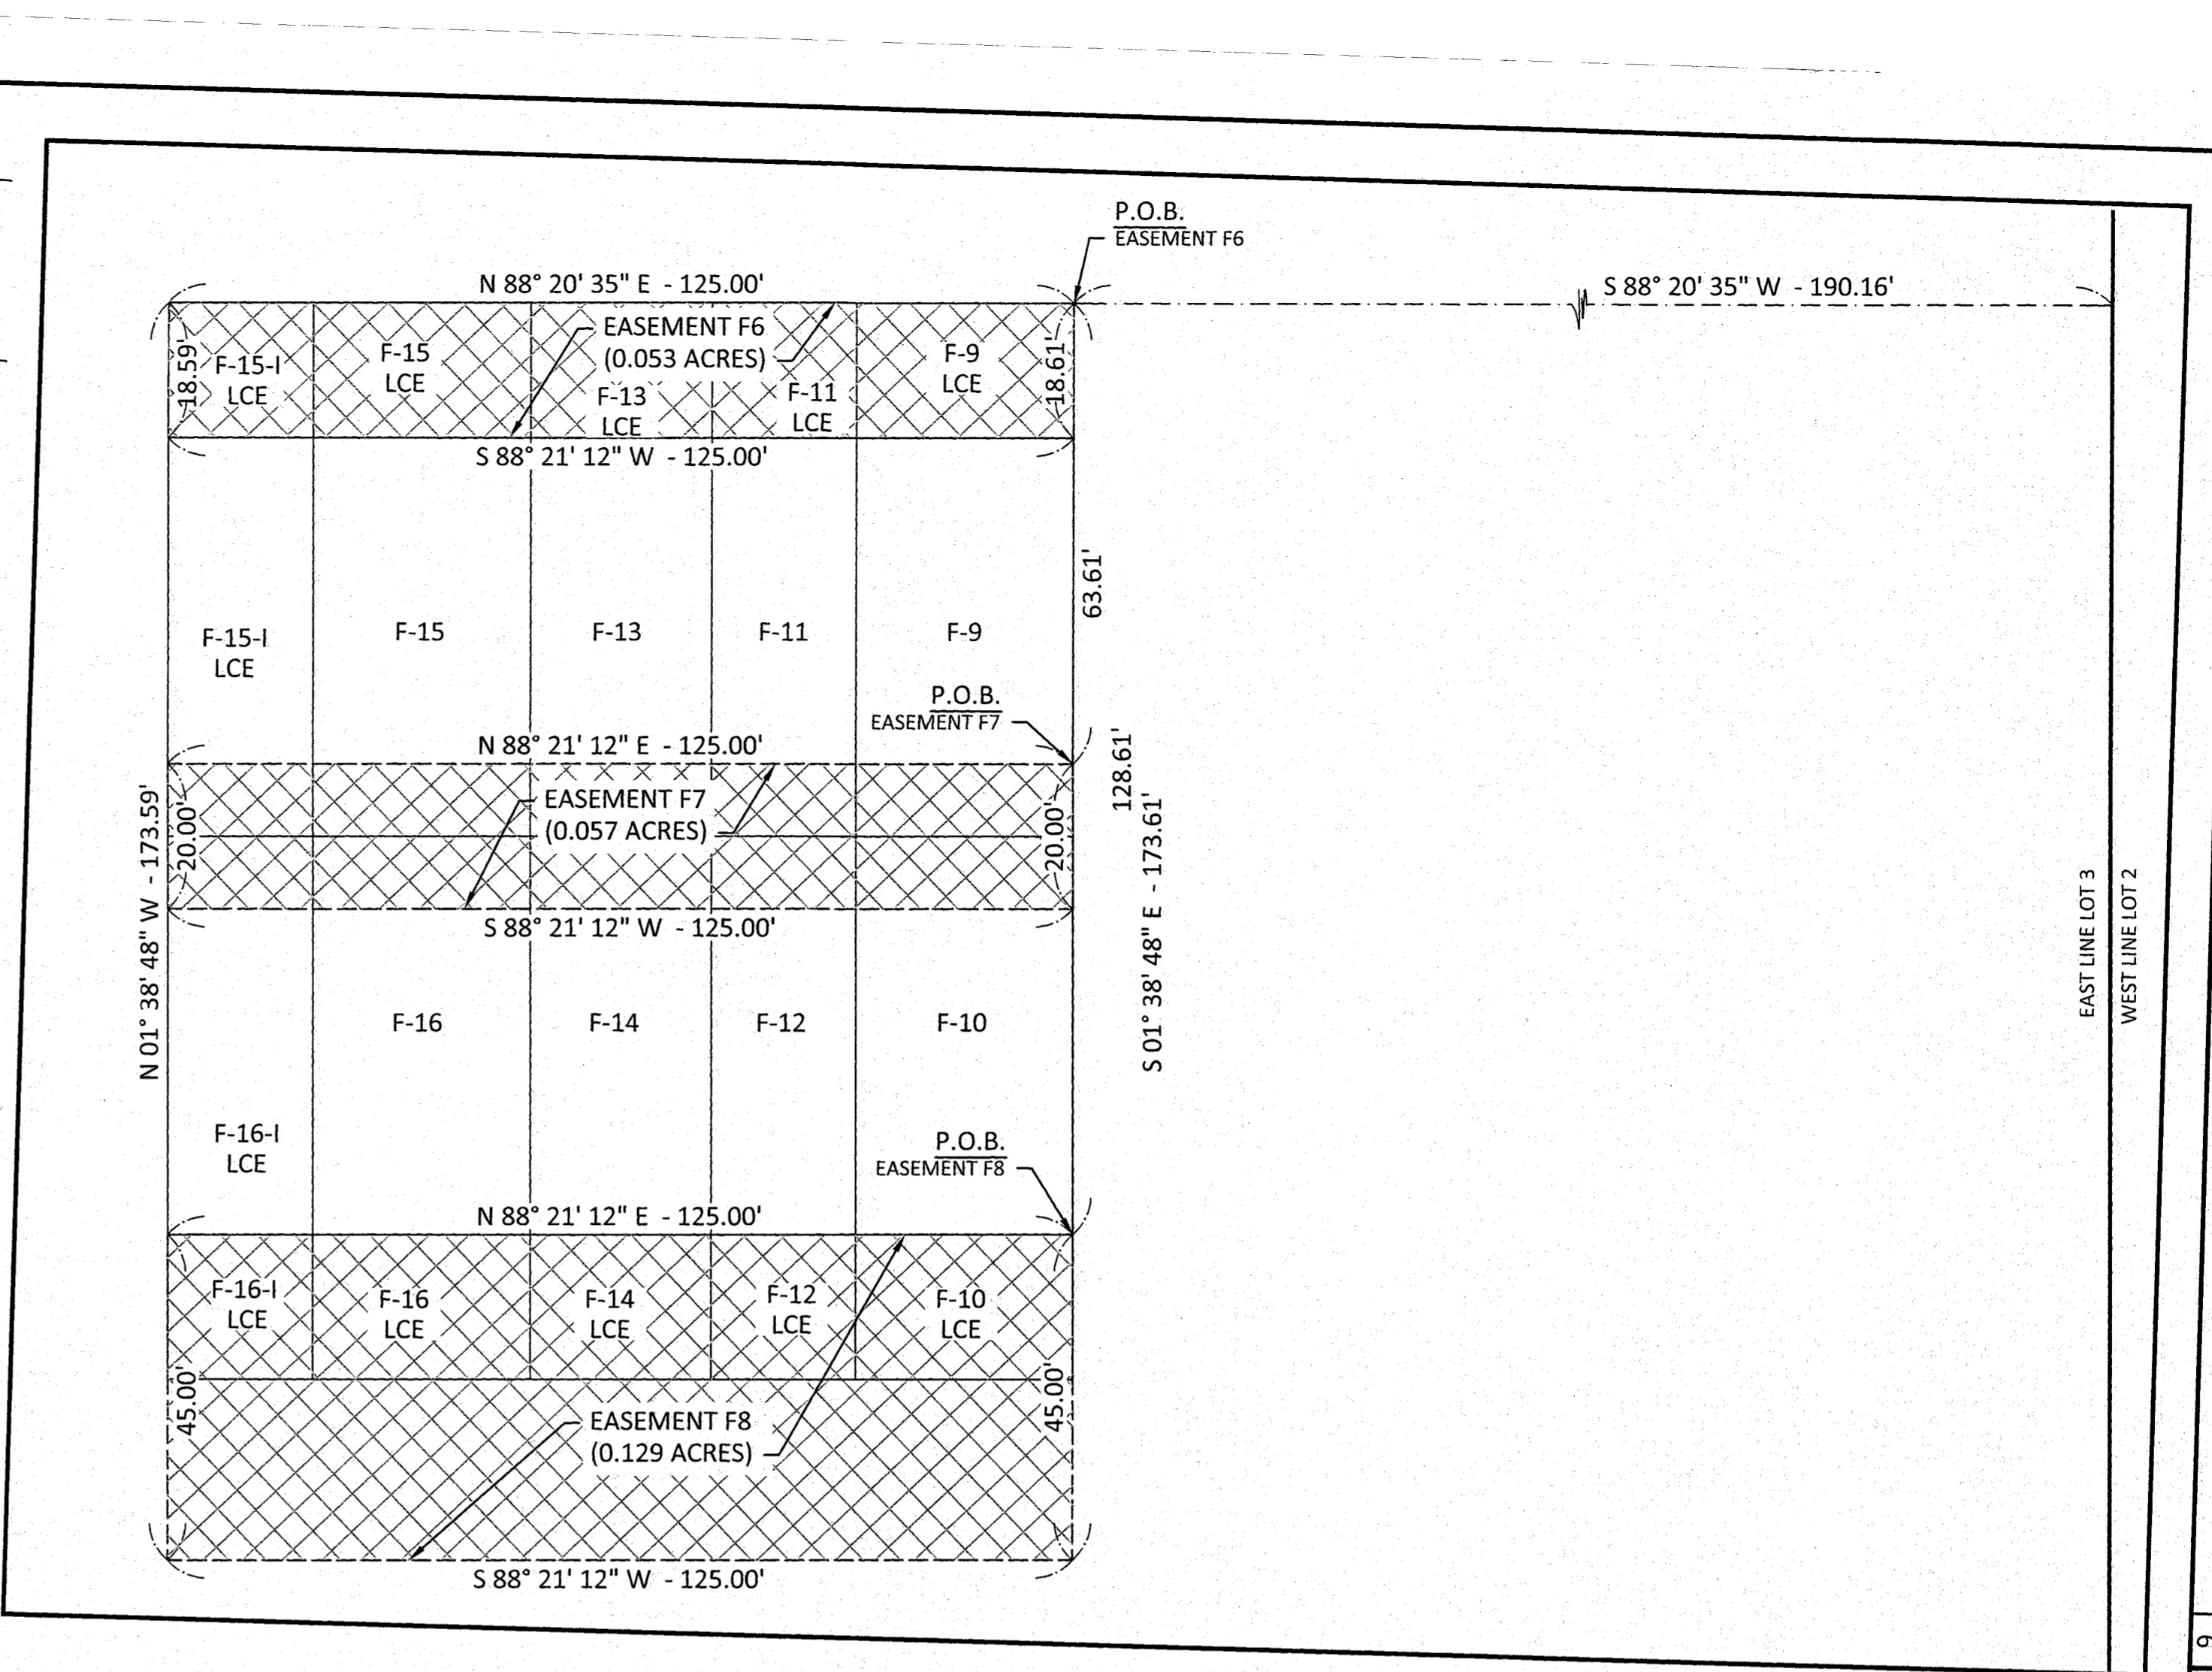 P.O.B.
EASEMENT F6
N 88° 20' 35" E - 125.00'
S 88° 20' 35" W - 190.16'
18.59'
F-15-I
LCE
F-15
LCE
EASEMENT F6
(0.053 ACRES)
F-13
LCE
F-11
LCE
F-9
LCE
18.61'
S 88° 21' 12" W - 125.00'
63.61'
F-15-I
LCE
F-15
F-13
F-11
F-9
P.O.B.
EASEMENT F7
N 88° 21' 12" E - 125.00'
128.61'
N 01° 38' 48" W - 173.59'
20.00'
EASEMENT F7
(0.057 ACRES)
20.00'
S 01° 38' 48" E - 173.61'
S 88° 21' 12" W - 125.00'
EAST LINE LOT 3
WEST LINE LOT 2
F-16
F-14
F-12
F-10
F-16-I
LCE
P.O.B.
EASEMENT F8
N 88° 21' 12" E - 125.00'
F-16-I
LCE
F-16
LCE
F-14
LCE
F-12
LCE
F-10
LCE
45.00'
EASEMENT F8
(0.129 ACRES)
45.00'
S 88° 21' 12" W - 125.00'